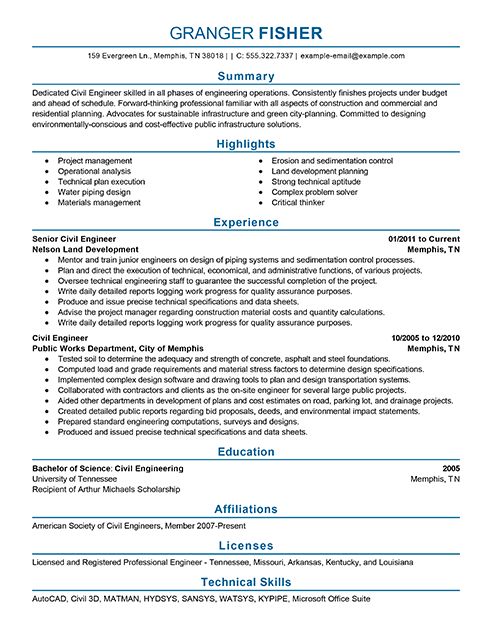 GRANGER FISHER
159 Evergreen Ln., Memphis, TN 38018 | | C: 555.322.7337 | example-email@example.com
Summary
Dedicated Civil Engineer skilled in all phases of engineering operations. Consistently finishes projects under budget
and ahead of schedule. Forward-thinking professional familiar with all aspects of construction and commercial and
residential planning. Advocates for sustainable infrastructure and green city-planning. Committed to designing
environmentally-conscious and cost-effective public infrastructure solutions.
Highlights
• Project management
• Operational analysis
• Technical plan execution
• Water piping design
• Materials management
• Erosion and sedimentation control
• Land development planning
• Strong technical aptitude
• Complex problem solver
• Critical thinker
Experience
Senior Civil Engineer 01/2011 to Current
Nelson Land Development Memphis, TN
• Mentor and train junior engineers on design of piping systems and sedimentation control processes.
• Plan and direct the execution of technical, economical, and administrative functions, of various projects.
• Oversee technical engineering staff to guarantee the successful completion of the project.
• Write daily detailed reports logging work progress for quality assurance purposes.
• Produce and issue precise technical specifications and data sheets.
• Advise the project manager regarding construction material costs and quantity calculations.
• Write daily detailed reports logging work progress for quality assurance purposes.
Civil Engineer 10/2005 to 12/2010
Public Works Department, City of Memphis Memphis, TN
• Tested soil to determine the adequacy and strength of concrete, asphalt and steel foundations.
• Computed load and grade requirements and material stress factors to determine design specifications.
• Implemented complex design software and drawing tools to plan and design transportation systems.
• Collaborated with contractors and clients as the on-site engineer for several large public projects.
• Aided other departments in development of plans and cost estimates on road, parking lot, and drainage projects.
• Created detailed public reports regarding bid proposals, deeds, and environmental impact statements.
• Prepared standard engineering computations, surveys and designs.
• Produced and issued precise technical specifications and data sheets.
Education
Bachelor of Science: Civil Engineering 2005
University of Tennessee Memphis, TN
Recipient of Arthur Michaels Scholarship
Affiliations
American Society of Civil Engineers, Member 2007-Present
Licenses
Licensed and Registered Professional Engineer - Tennessee, Missouri, Arkansas, Kentucky, and Louisiana
Technical Skills
AutoCAD, Civil 3D, MATMAN, HYDSYS, SANSYS, WATSYS, KYPIPE, Microsoft Office Suite